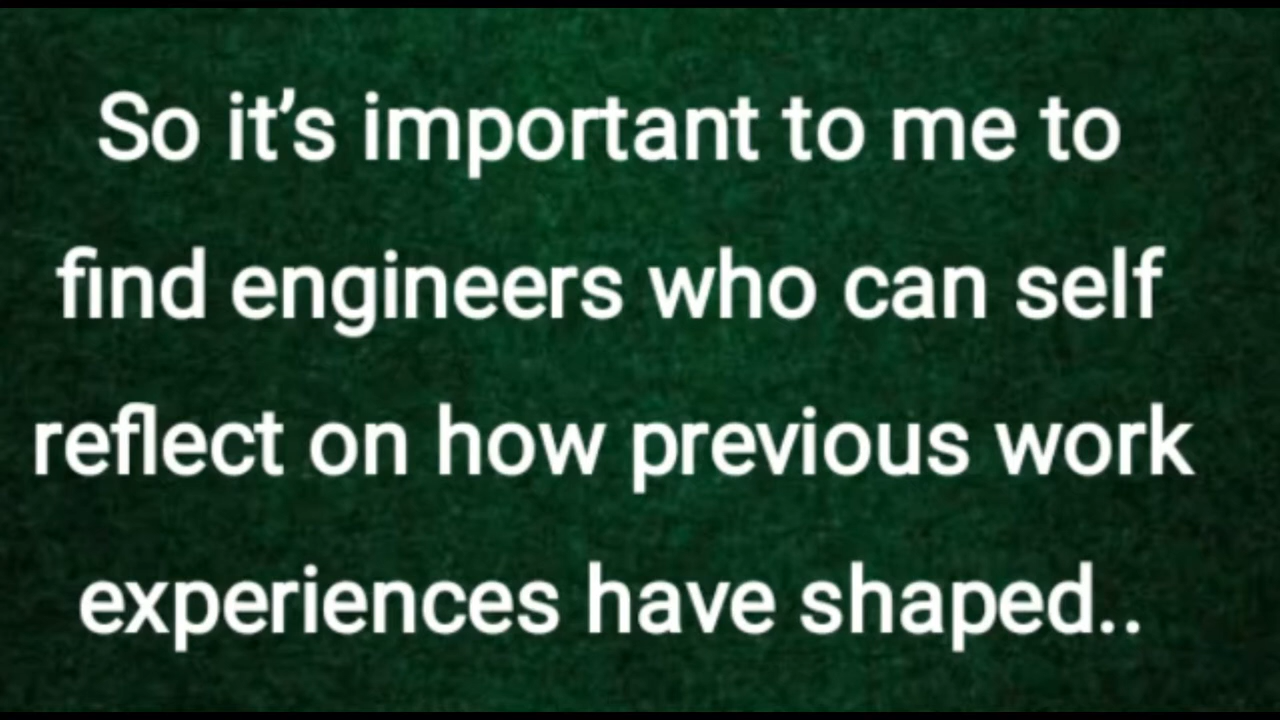 So it’s important to me to
find engineers who can self
reflect on how previous work
experiences have shaped..